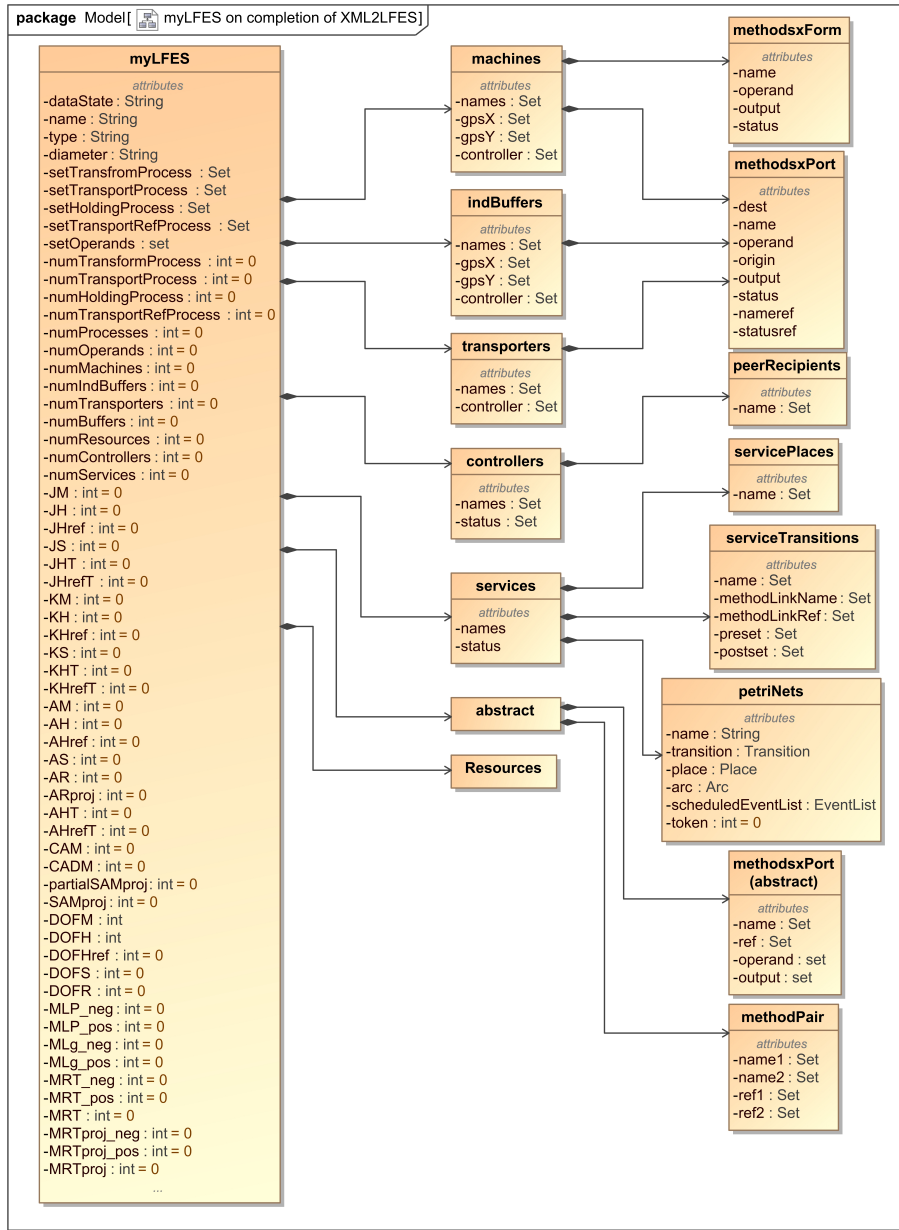 package Model[ myLFES on completion of XML2LFES]
myLFES
attributes
-dataState : String
-name : String
-type : String
-diameter : String
-setTransfromProcess : Set
-setTransportProcess : Set
-setHoldingProcess : Set
-setTransportRefProcess : Set
-setOperands : set
-numTransformProcess : int = 0
-numTransportProcess : int = 0
-numHoldingProcess : int = 0
-numTransportRefProcess : int = 0
-numProcesses : int = 0
-numOperands : int = 0
-numMachines : int = 0
-numIndBuffers : int = 0
-numTransporters : int = 0
-numBuffers : int = 0
-numResources : int = 0
-numControllers : int = 0
-numServices : int = 0
-JM : int = 0
-JH : int = 0
-JHref : int = 0
-JS : int = 0
-JHT : int = 0
-JHrefT : int = 0
-KM : int = 0
-KH : int = 0
-KHref : int = 0
-KS : int = 0
-KHT : int = 0
-KHrefT : int = 0
-AM : int = 0
-AH : int = 0
-AHref : int = 0
-AS : int = 0
-AR : int = 0
-ARproj : int = 0
-AHT : int = 0
-AHrefT : int = 0
-CAM : int = 0
-CADM : int = 0
-partialSAMproj : int = 0
-SAMproj : int = 0
-DOFM : int
-DOFH : int
-DOFHref : int = 0
-DOFS : int = 0
-DOFR : int = 0
-MLP_neg : int = 0
-MLP_pos : int = 0
-MLg_neg : int = 0
-MLg_pos : int = 0
-MRT_neg : int = 0
-MRT_pos : int = 0
-MRT : int = 0
-MRTproj_neg : int = 0
-MRTproj_pos : int = 0
-MRTproj : int = 0
...
machines
attributes
-names : Set
-gpsX : Set
-gpsY : Set
-controller : Set
indBuffers
attributes
-names : Set
-gpsX : Set
-gpsY : Set
-controller : Set
transporters
attributes
-names : Set
-controller : Set
controllers
attributes
-names : Set
-status : Set
services
attributes
-names
-status
abstract
Resources
methodsxForm
attributes
-name
-operand
-output
-status
methodsxPort
attributes
-dest
-name
-operand
-origin
-output
-status
-nameref
-statusref
peerRecipients
attributes
-name : Set
servicePlaces
attributes
-name : Set
serviceTransitions
attributes
-name : Set
-methodLinkName : Set
-methodLinkRef : Set
-preset : Set
-postset : Set
petriNets
attributes
-name : String
-transition : Transition
-place : Place
-arc : Arc
-scheduledEventList : EventList
-token : int = 0
methodsxPort
(abstract)
attributes
-name : Set
-ref : Set
-operand : set
-output : set
methodPair
attributes
-name1 : Set
-name2 : Set
-ref1 : Set
-ref2 : Set